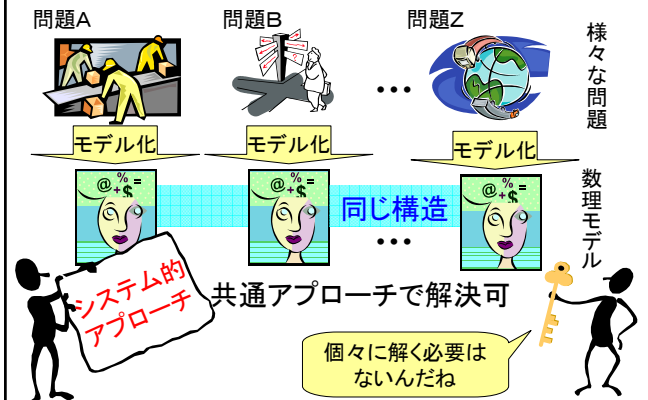 問題A
問題B
問題Z
…
様々な問題
モデル化
モデル化
モデル化
@+%$=
@+%$=
@+%$=
同じ構造
…
数理モデル
システム的
アプローチ
共通アプローチで解決可
個々に解く必要は
ないんだね